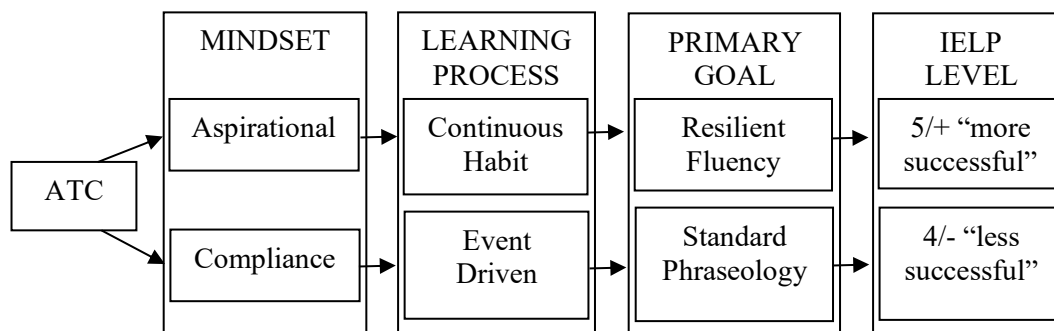 MINDSET
LEARNING
PROCESS
PRIMARY
GOAL
IELP
LEVEL
ATC
Aspirational
Continuous
Habit
Resilient
Fluency
5/+ “more
successful”
Compliance
Event
Driven
Standard
Phraseology
4/- “less
successful”